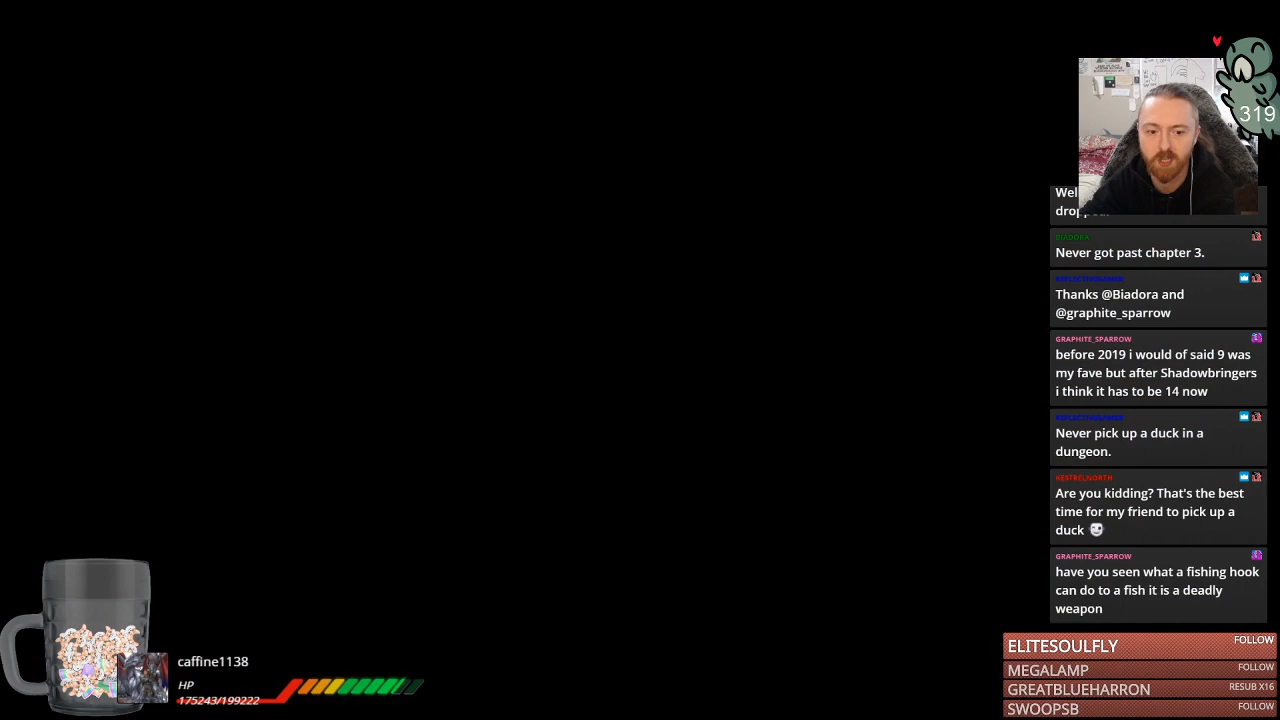 319
Wel
dropped.
BIADORA
Never got past chapter 3.
Thanks @Biadora and
@graphite_sparrow
GRAPHITE_SPARROW
before 2019 i would of said 9 was
my fave but after Shadowbringers
i think it has to be 14 now
Never pick up a duck in a
dungeon.
KESTREL_NORTH
Are you kidding? That's the best
time for my friend to pick up a
duck
GRAPHITE_SPARROW
have you seen what a fishing hook
can do to a fish it is a deadly
weapon
ELITESOULFLY FOLLOW
MEGALAMP FOLLOW
GREATBLUEHARRON RESUB X16
SWOOPSB FOLLOW
caffine1138
HP
175243/199222